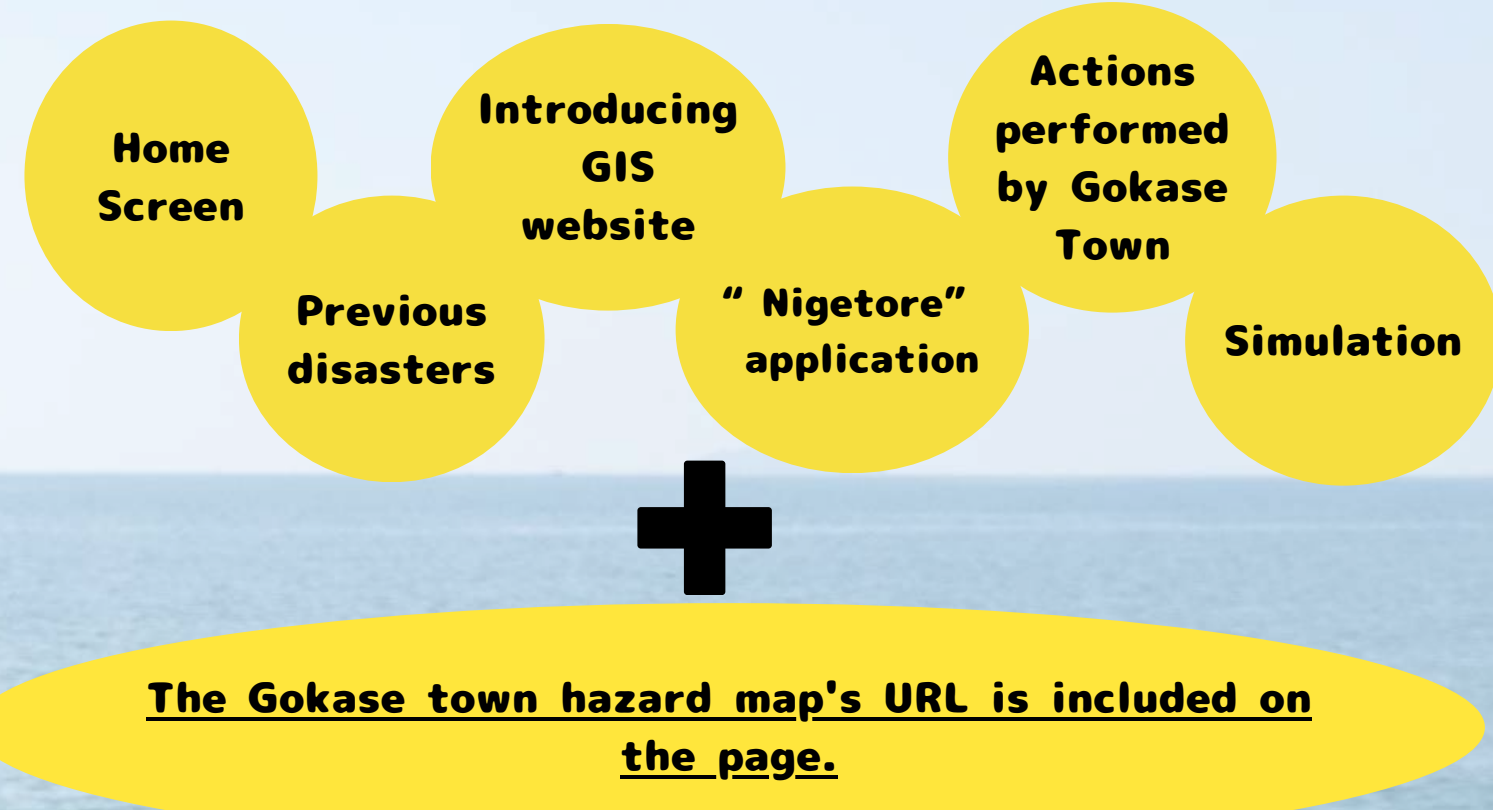 Home
Screen
Previous
disasters
Introducing
GIS
website
“ Nigetore”
application
Actions
performed
by Gokase
Town
Simulation
The Gokase town hazard map's URL is included on
the page.